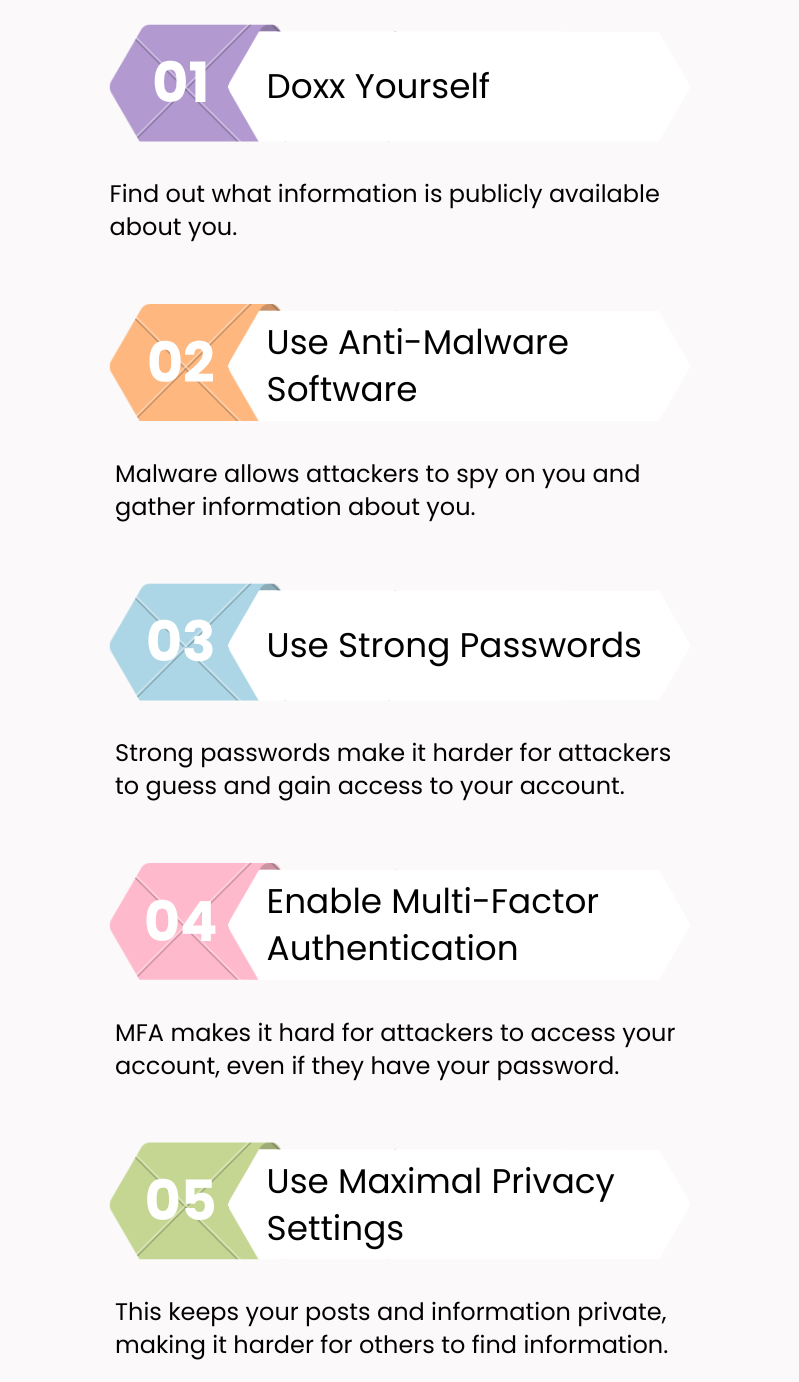 01
Doxx Yourself
Find out what information is publicly available
about you.
02
Use Anti-Malware
Software
Malware allows attackers to spy on you and
gather information about you.
03
Use Strong Passwords
Strong passwords make it harder for attackers
to guess and gain access to your account.
04
Enable Multi-Factor
Authentication
MFA makes it hard for attackers to access your
account, even if they have your password.
05
Use Maximal Privacy
Settings
This keeps your posts and information private,
making it harder for others to find information.